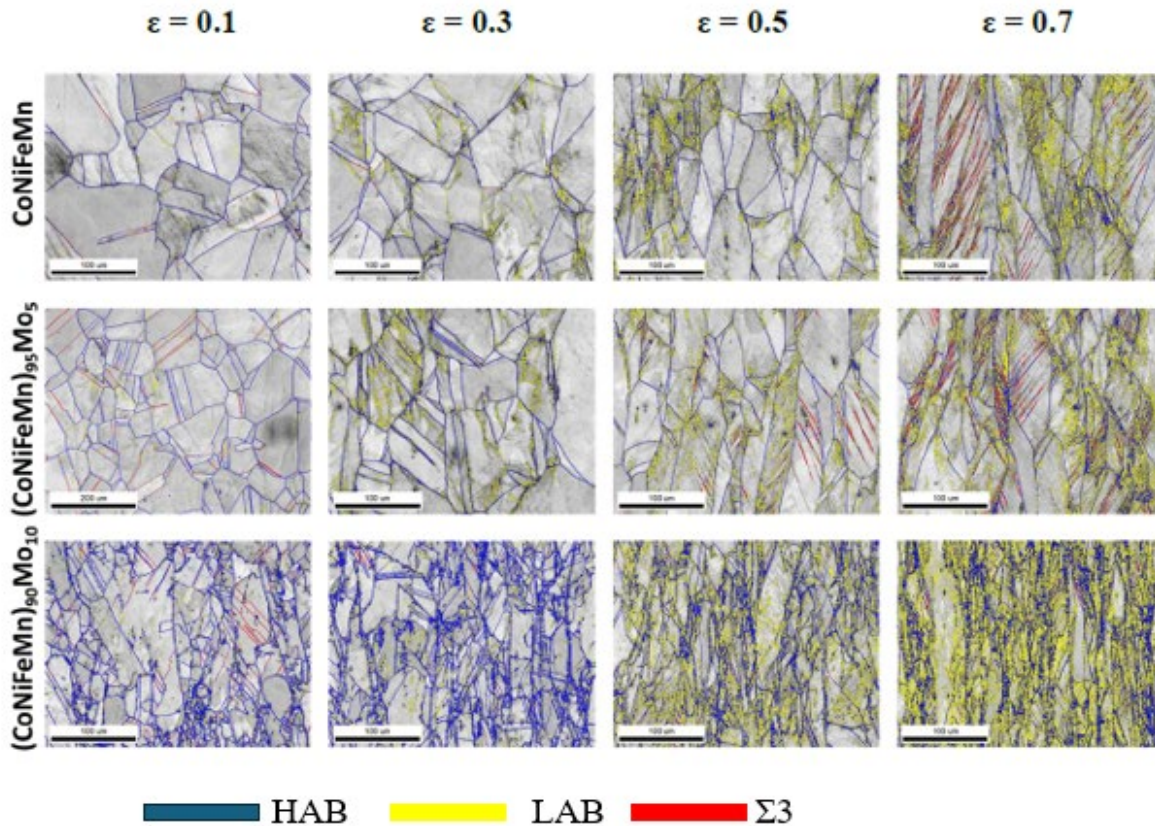 ε = 0.1 ε = 0.3 ε = 0.5 ε = 0.7
CoNiFeMn
100 um 100 um 100 um 100 um
(CoNiFeMn)₉₅Mo₅
200 um 100 um 100 um 100 um
(CoNiFeMn)₉₀Mo₁₀
100 um 100 um 100 um 100 um
HAB LAB Σ3